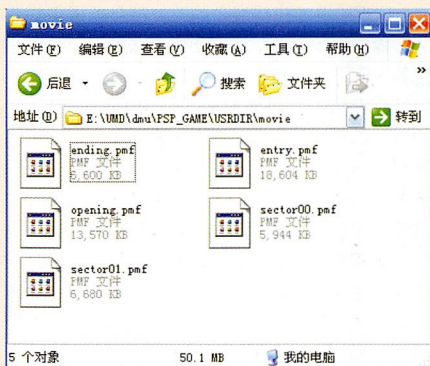 movie
文件(F) 编辑(E) 查看(V) 收藏(A) 工具(T) 帮助(H)
后退 搜索 文件夹 »
地址(D) E:\UMD\dmu\PSP_GAME\USRDIR\movie 转到
ending.pmf
PMF 文件
6,600 KB
entry.pmf
PMF 文件
18,604 KB
opening.pmf
PMF 文件
13,570 KB
sector00.pmf
PMF 文件
5,944 KB
sector01.pmf
PMF 文件
6,680 KB
5 个对象 50.1 MB 我的电脑